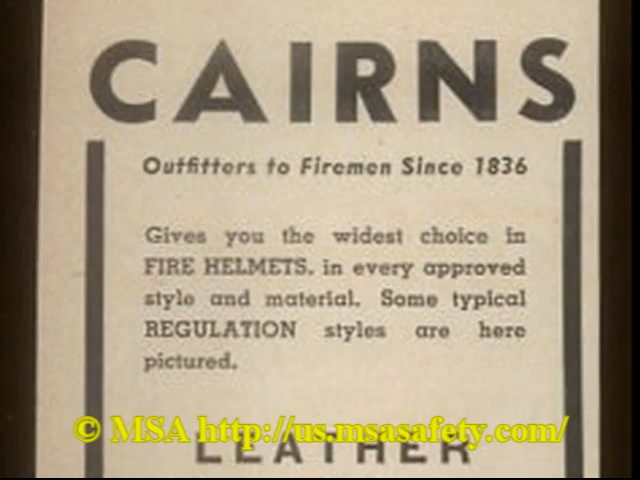 CAIRNS
Outfitters to Firemen Since 1836
Gives you the widest choice in
FIRE HELMETS, in every approved
style and material. Some typical
REGULATION styles are here
pictured.
© MSA http://us.msasafety.com/
LEATHER